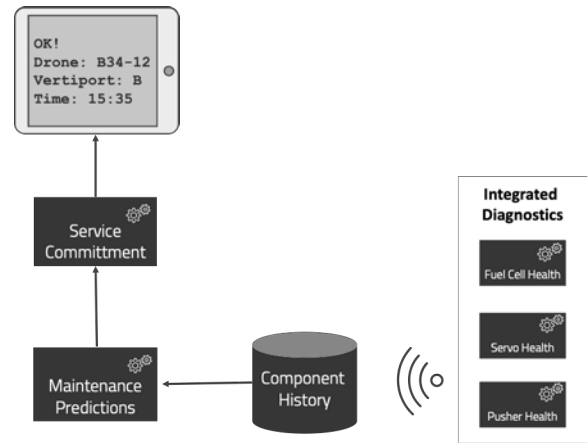 OK!
Drone: B34-12
Vertiport: B
Time: 15:35
Service
Committment
Maintenance
Predictions
Component
History
Integrated
Diagnostics
Fuel Cell Health
Servo Health
Pusher Health